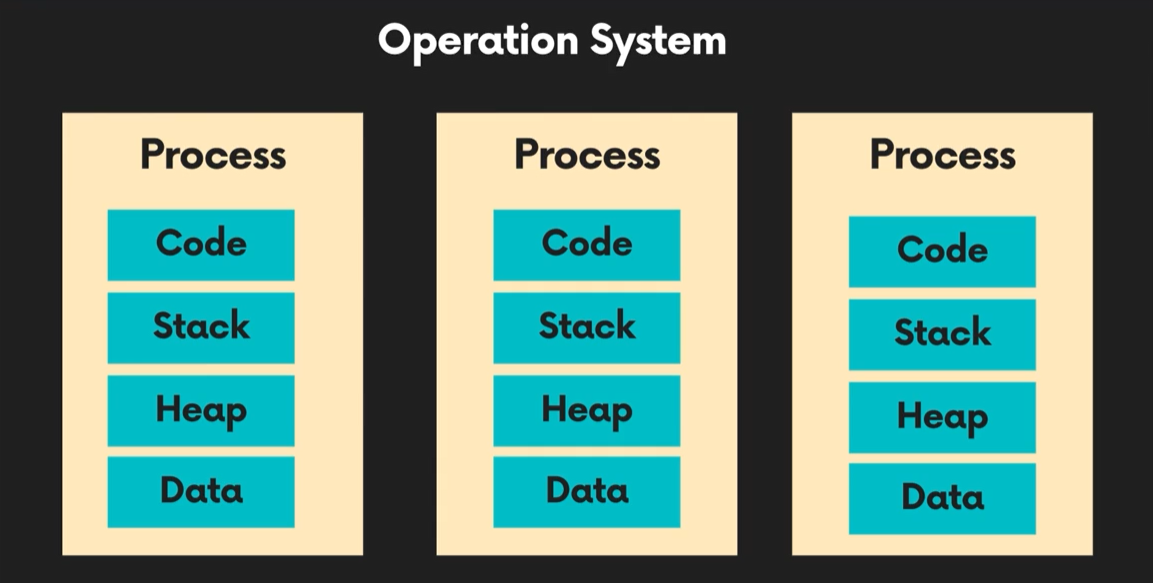 Operation System
Process
Code
Stack
Heap
Data
Process
Code
Stack
Heap
Data
Process
Code
Stack
Heap
Data